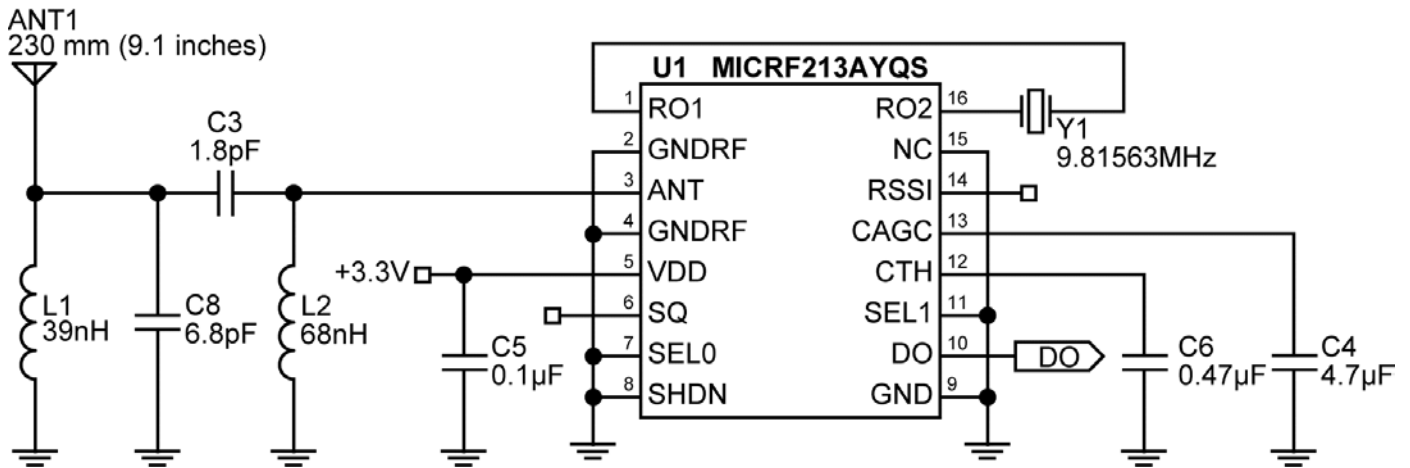 ANT1
230 mm (9.1 inches)
U1 MICRF213AYQS
C3
1.8pF
1 RO1
RO2 16
Y1
9.81563MHz
2 GNDRF
NC 15
3 ANT
RSSI 14
4 GNDRF
CAGC 13
+3.3V
5 VDD
CTH 12
6 SQ
SEL1 11
7 SEL0
DO 10
DO
8 SHDN
GND 9
L1
39nH
C8
6.8pF
L2
68nH
C5
0.1µF
C6
0.47µF
C4
4.7µF